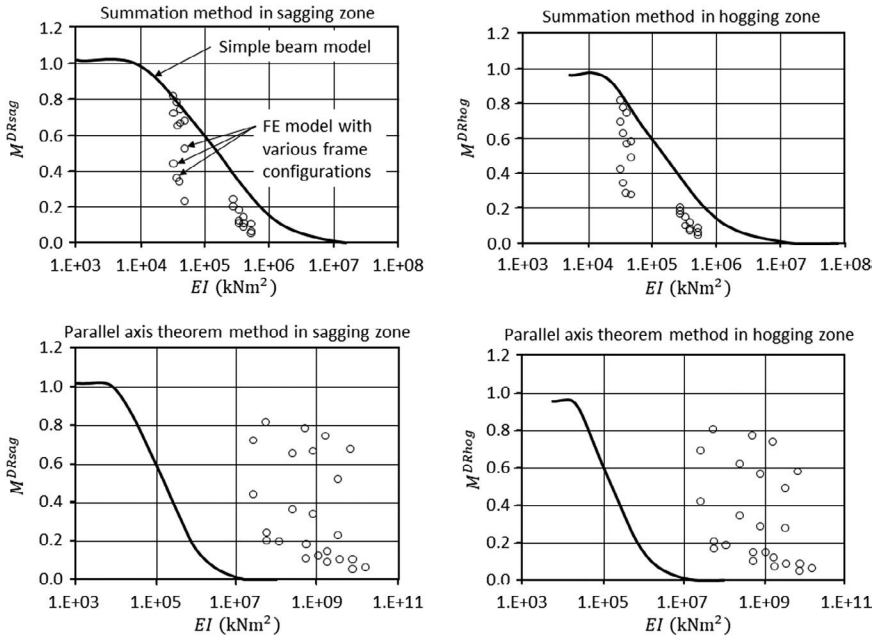 Summation method in sagging zone
1.2
1.0
0.8
0.6
0.4
0.2
0.0
M^DRsag
Simple beam model
FE model with
various frame
configurations
1.E+03 1.E+04 1.E+05 1.E+06 1.E+07 1.E+08
EI (kNm²)
Summation method in hogging zone
1.2
1.0
0.8
0.6
0.4
0.2
0.0
M^DRhog
1.E+03 1.E+04 1.E+05 1.E+06 1.E+07 1.E+08
EI (kNm²)
Parallel axis theorem method in sagging zone
1.2
1.0
0.8
0.6
0.4
0.2
0.0
M^DRsag
1.E+03 1.E+05 1.E+07 1.E+09 1.E+11
EI (kNm²)
Parallel axis theorem method in hogging zone
1.2
1.0
0.8
0.6
0.4
0.2
0.0
M^DRhog
1.E+03 1.E+05 1.E+07 1.E+09 1.E+11
EI (kNm²)